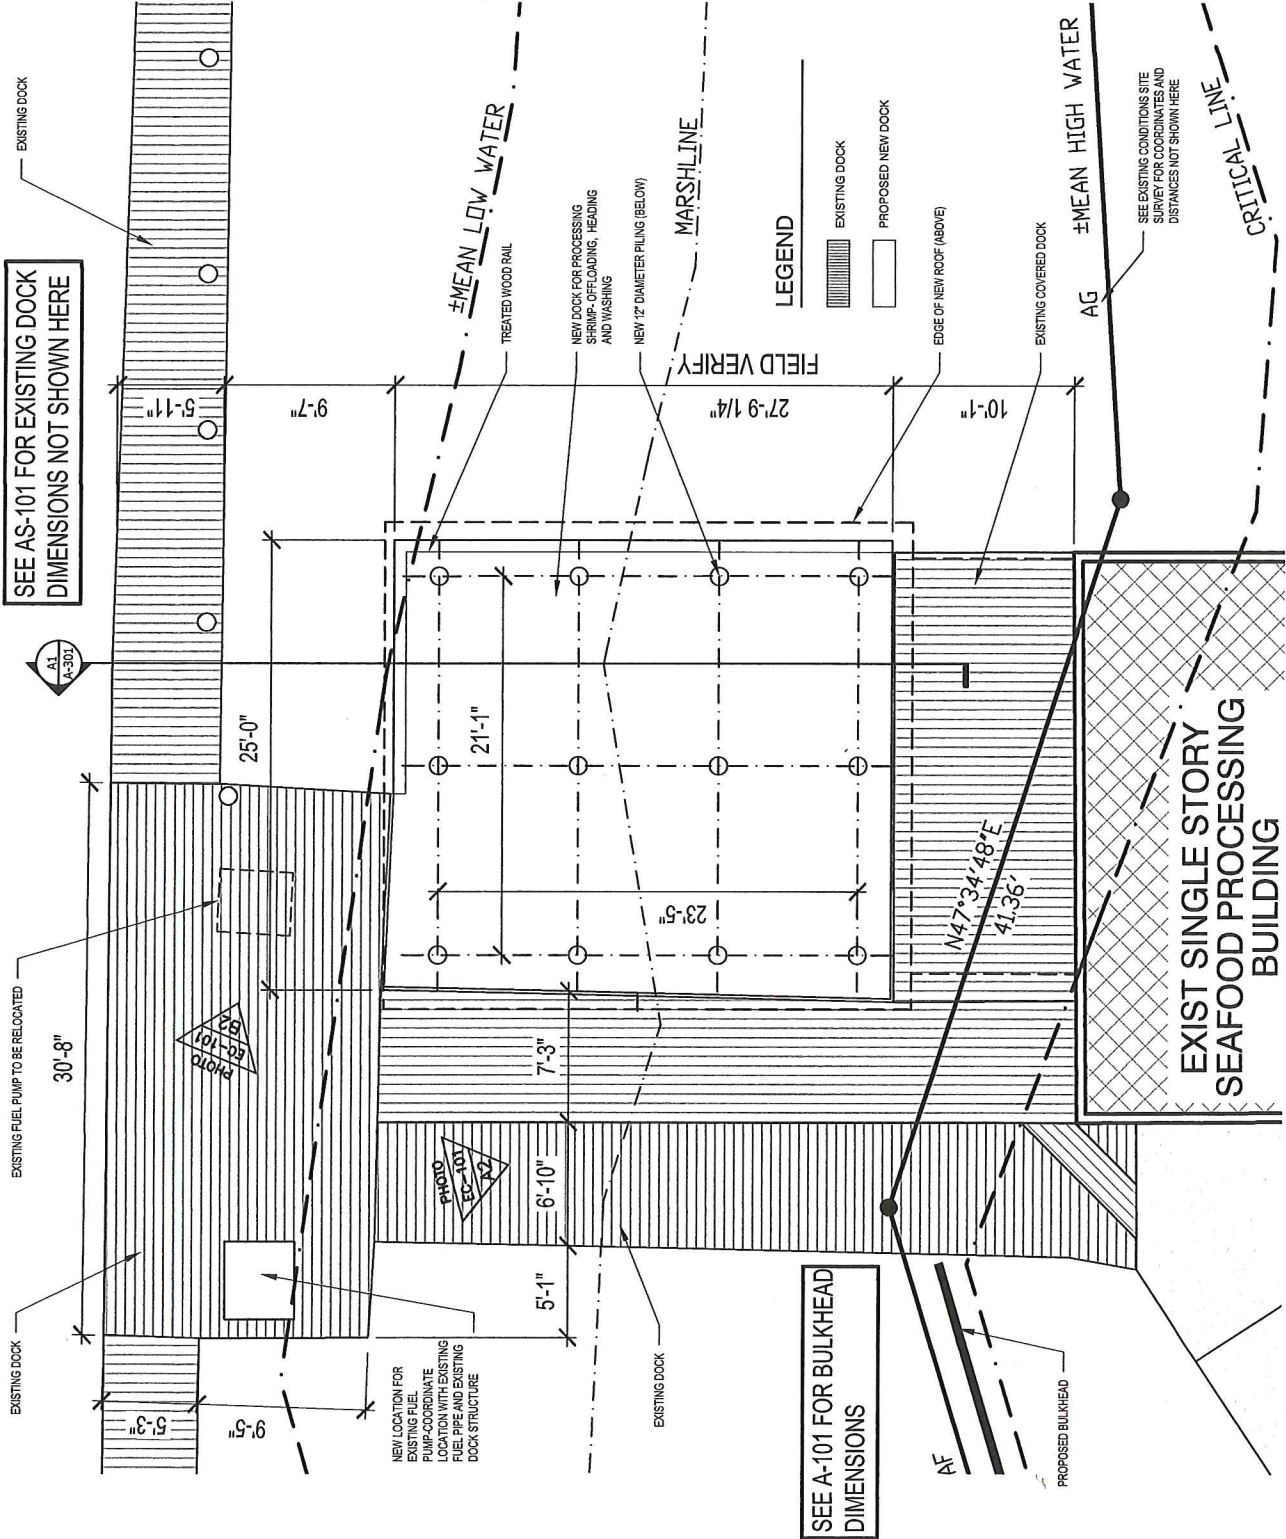 SEE AS-101 FOR EXISTING DOCK
DIMENSIONS NOT SHOWN HERE
EXISTING DOCK
A1
A-301
EXISTING FUEL PUMP TO BE RELOCATED
EXISTING DOCK
30'-8"
25'-0"
5'-11"
9'-7"
27'-9 1/4"
10'-1"
FIELD VERIFY
5'-3"
9'-5"
PHOTO
EC-101
B2
±MEAN LOW WATER
TREATED WOOD RAIL
NEW DOCK FOR PROCESSING
SHRIMP- OFFLOADING, HEADING
AND WASHING
NEW 12" DIAMETER PILING (BELOW)
MARSHLINE
21'-1"
23'-5"
7'-3"
6'-10"
5'-1"
PHOTO
EC-101
A2
NEW LOCATION FOR
EXISTING FUEL
PUMP-COORDINATE
LOCATION WITH EXISTING
FUEL PIPE AND EXISTING
DOCK STRUCTURE
EXISTING DOCK
LEGEND
EXISTING DOCK
PROPOSED NEW DOCK
EDGE OF NEW ROOF (ABOVE)
EXISTING COVERED DOCK
N47°34'48"E
41.36'
SEE A-101 FOR BULKHEAD
DIMENSIONS
AF
PROPOSED BULKHEAD
AG
±MEAN HIGH WATER
SEE EXISTING CONDITIONS SITE
SURVEY FOR COORDINATES AND
DISTANCES NOT SHOWN HERE
CRITICAL LINE
EXIST SINGLE STORY
SEAFOOD PROCESSING
BUILDING